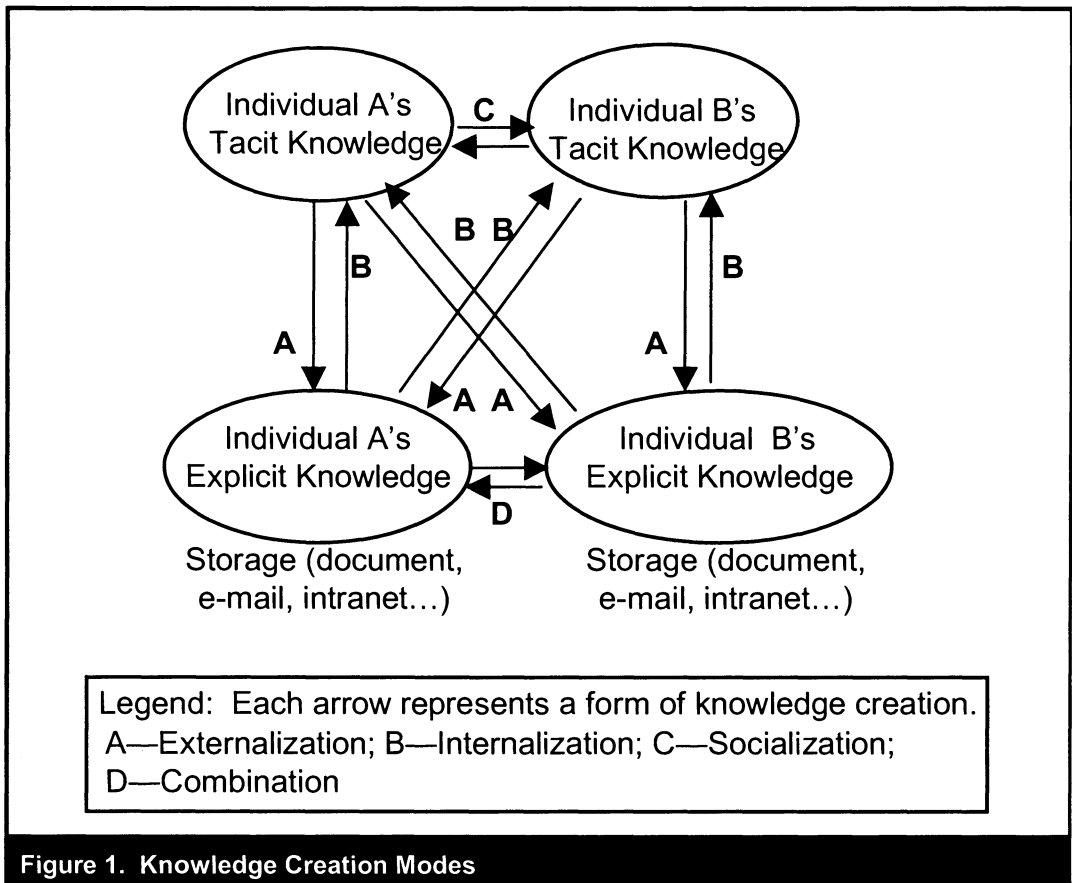 Individual A's
Tacit Knowledge
C
Individual B's
Tacit Knowledge
B B
B
B
A
A
A A
Individual A's
Explicit Knowledge
Individual B's
Explicit Knowledge
D
Storage (document,
e-mail, intranet…)
Storage (document,
e-mail, intranet…)
Legend: Each arrow represents a form of knowledge creation.
A—Externalization; B—Internalization; C—Socialization;
D—Combination
Figure 1. Knowledge Creation Modes